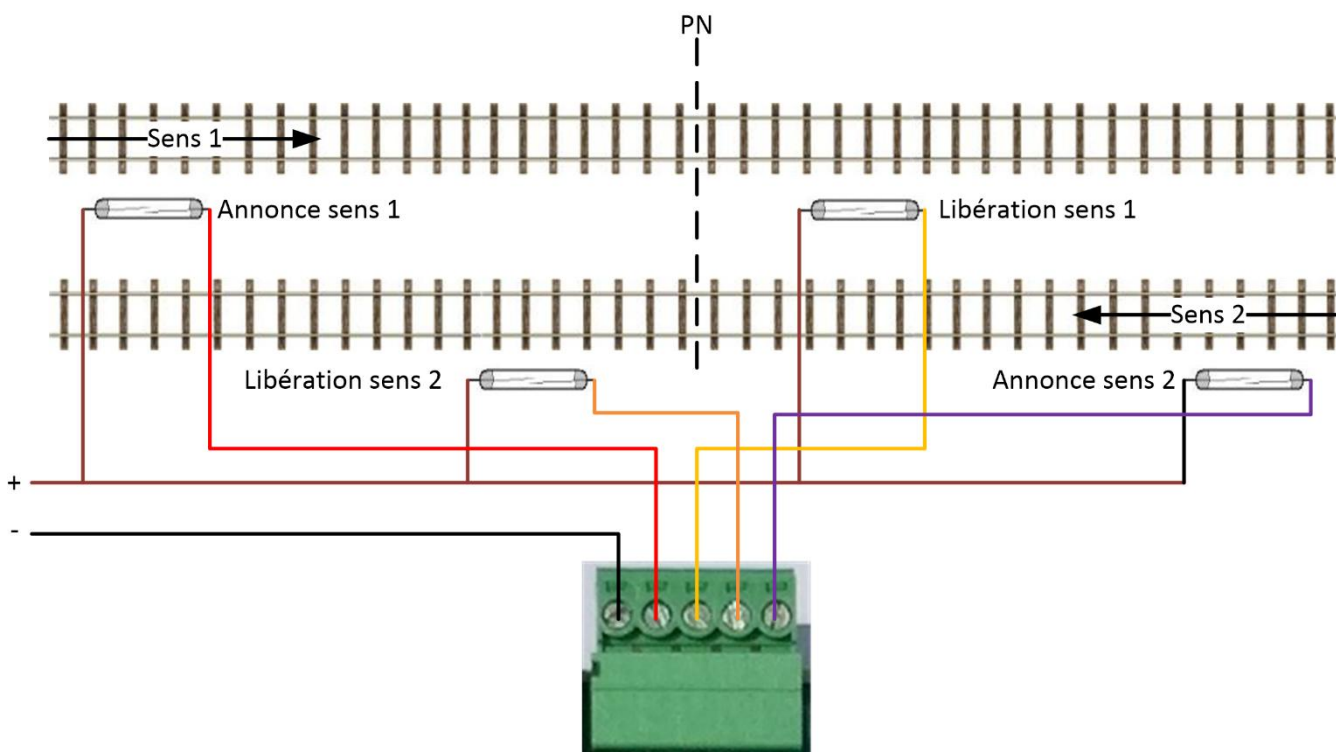 PN
Sens 1
Annonce sens 1
Libération sens 1
Sens 2
Libération sens 2
Annonce sens 2
+
-